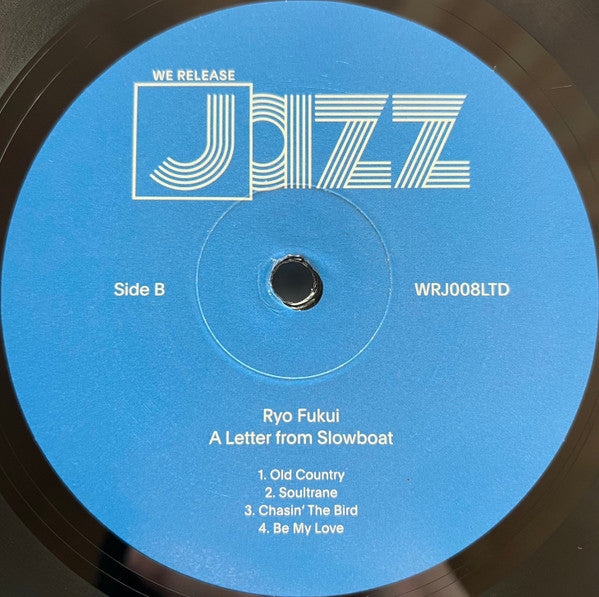 WE RELEASE
Jazz
Side B
WRJ008LTD
Ryo Fukui
A Letter from Slowboat
1. Old Country
2. Soultrane
3. Chasin' The Bird
4. Be My Love